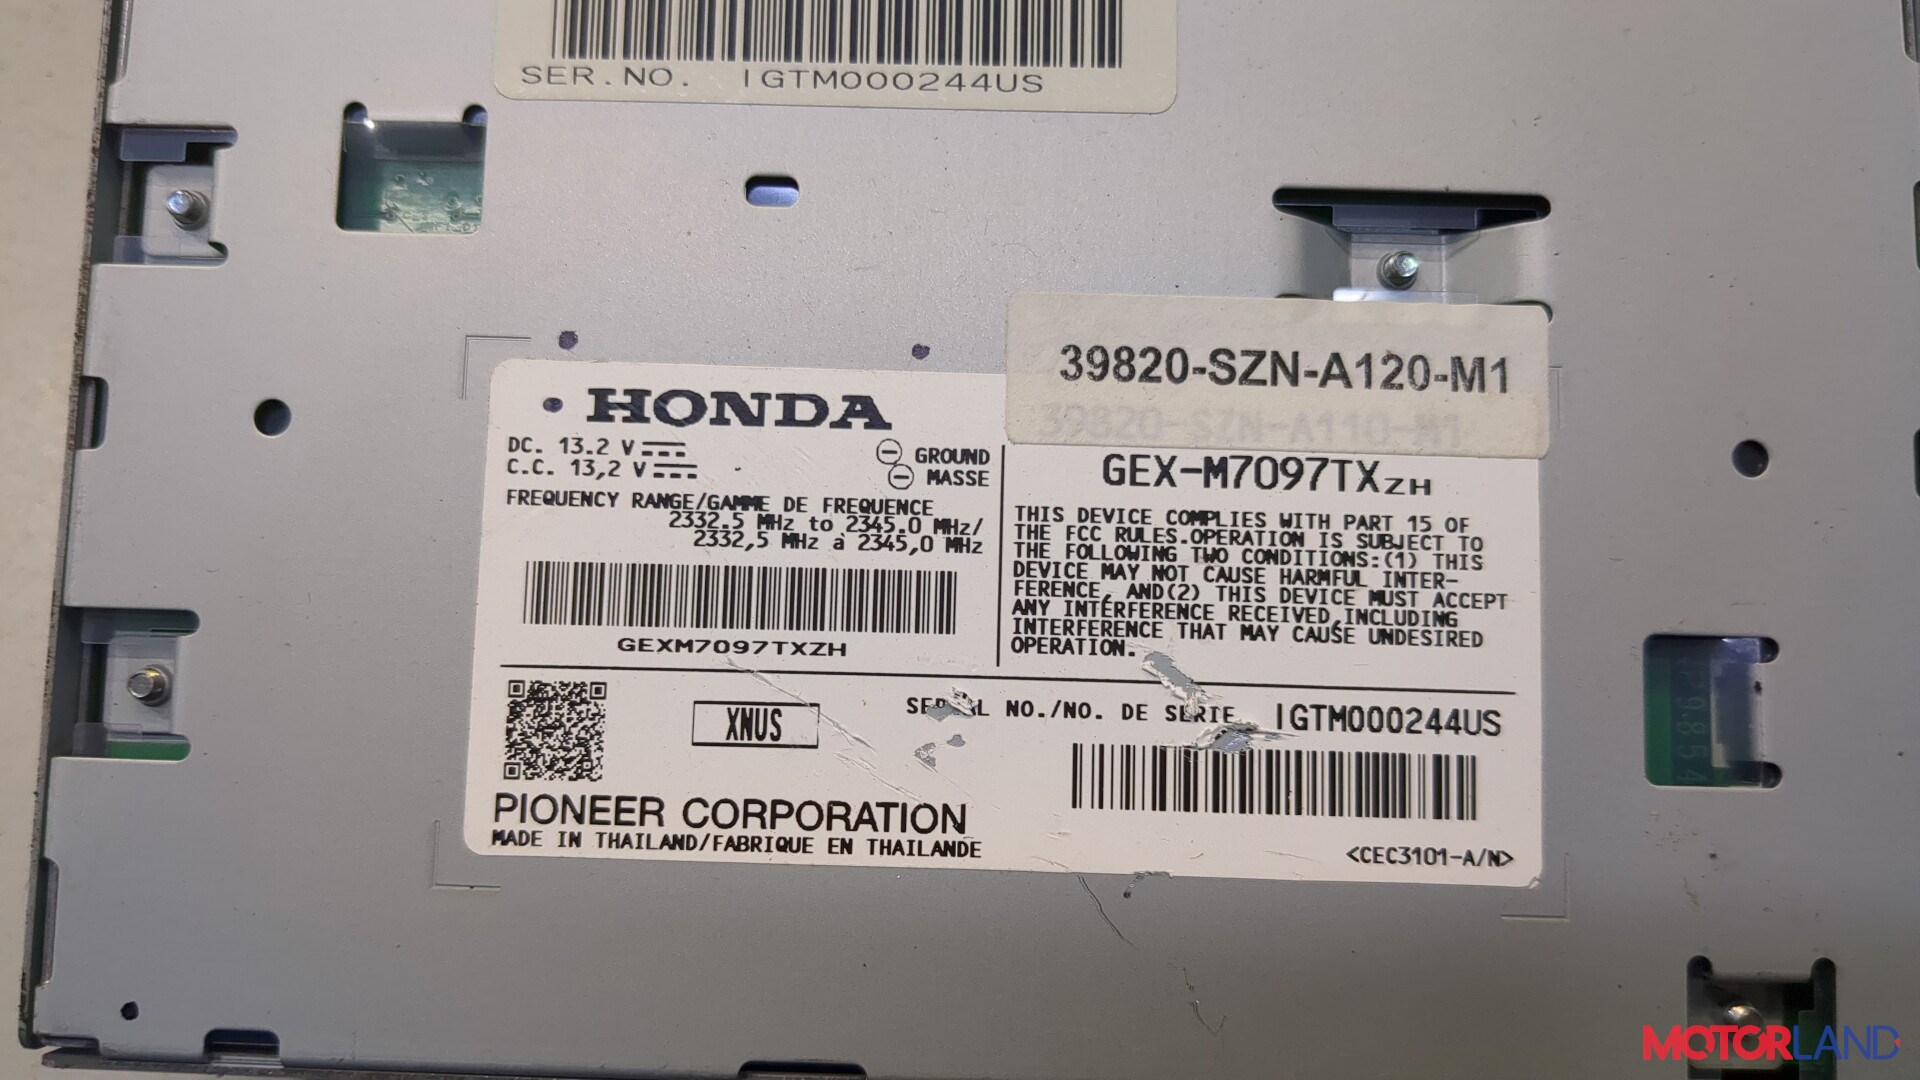 SER.NO. IGTM000244US
39820-SZN-A120-M1
39820-SZN-A110-M1
HONDA
DC. 13.2 V
C.C. 13,2 V
GROUND
MASSE
FREQUENCY RANGE/GAMME DE FREQUENCE
2332.5 MHz to 2345.0 MHz/
2332,5 MHz à 2345,0 MHz
GEXM7097TXZH
GEX-M7097TXZH
THIS DEVICE COMPLIES WITH PART 15 OF
THE FCC RULES.OPERATION IS SUBJECT TO
THE FOLLOWING TWO CONDITIONS:(1) THIS
DEVICE MAY NOT CAUSE HARMFUL INTER-
FERENCE, AND(2) THIS DEVICE MUST ACCEPT
ANY INTERFERENCE RECEIVED,INCLUDING
INTERFERENCE THAT MAY CAUSE UNDESIRED
OPERATION.
XNUS
SERIAL NO./NO. DE SERIE IGTM000244US
PIONEER CORPORATION
MADE IN THAILAND/FABRIQUE EN THAILANDE
<CEC3101-A/N>
MOTORLAND